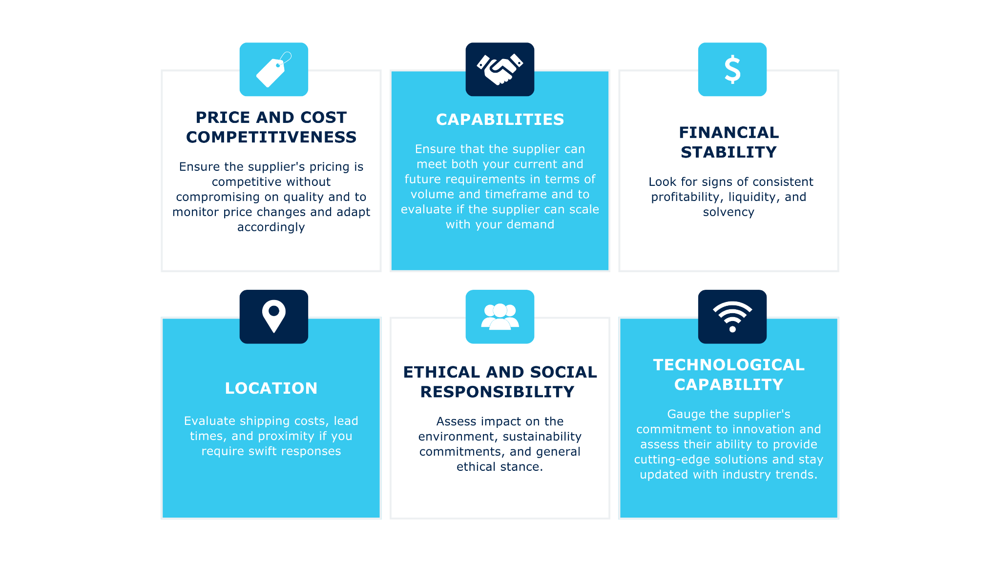 PRICE AND COST
COMPETITIVENESS
Ensure the supplier's pricing is
competitive without
compromising on quality and to
monitor price changes and adapt
accordingly
CAPABILITIES
Ensure that the supplier can
meet both your current and
future requirements in terms of
volume and timeframe and to
evaluate if the supplier can scale
with your demand
FINANCIAL
STABILITY
Look for signs of consistent
profitability, liquidity, and
solvency
LOCATION
Evaluate shipping costs, lead
times, and proximity if you
require swift responses
ETHICAL AND SOCIAL
RESPONSIBILITY
Assess impact on the
environment, sustainability
commitments, and general
ethical stance.
TECHNOLOGICAL
CAPABILITY
Gauge the supplier's
commitment to innovation and
assess their ability to provide
cutting-edge solutions and stay
updated with industry trends.